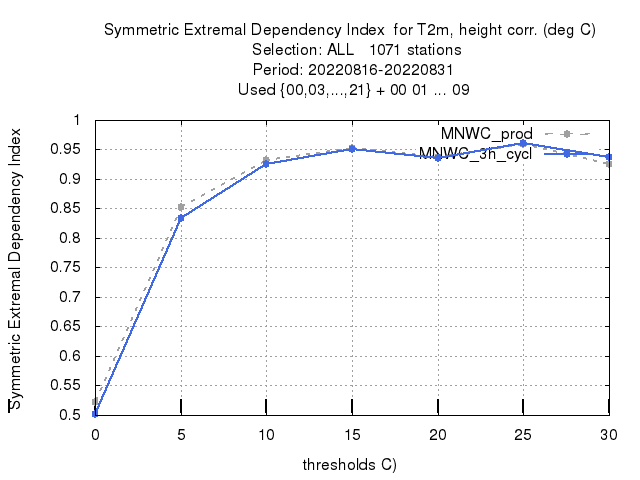 Symmetric Extremal Dependency Index for T2m, height corr. (deg C)
Selection: ALL 1071 stations
Period: 20220816-20220831
Used {00,03,...,21} + 00 01 ... 09
Symmetric Extremal Dependency Index
MNWC_prod
MNWC_3h_cycl
1
0.95
0.9
0.85
0.8
0.75
0.7
0.65
0.6
0.55
0.5
0 5 10 15 20 25 30
thresholds C)